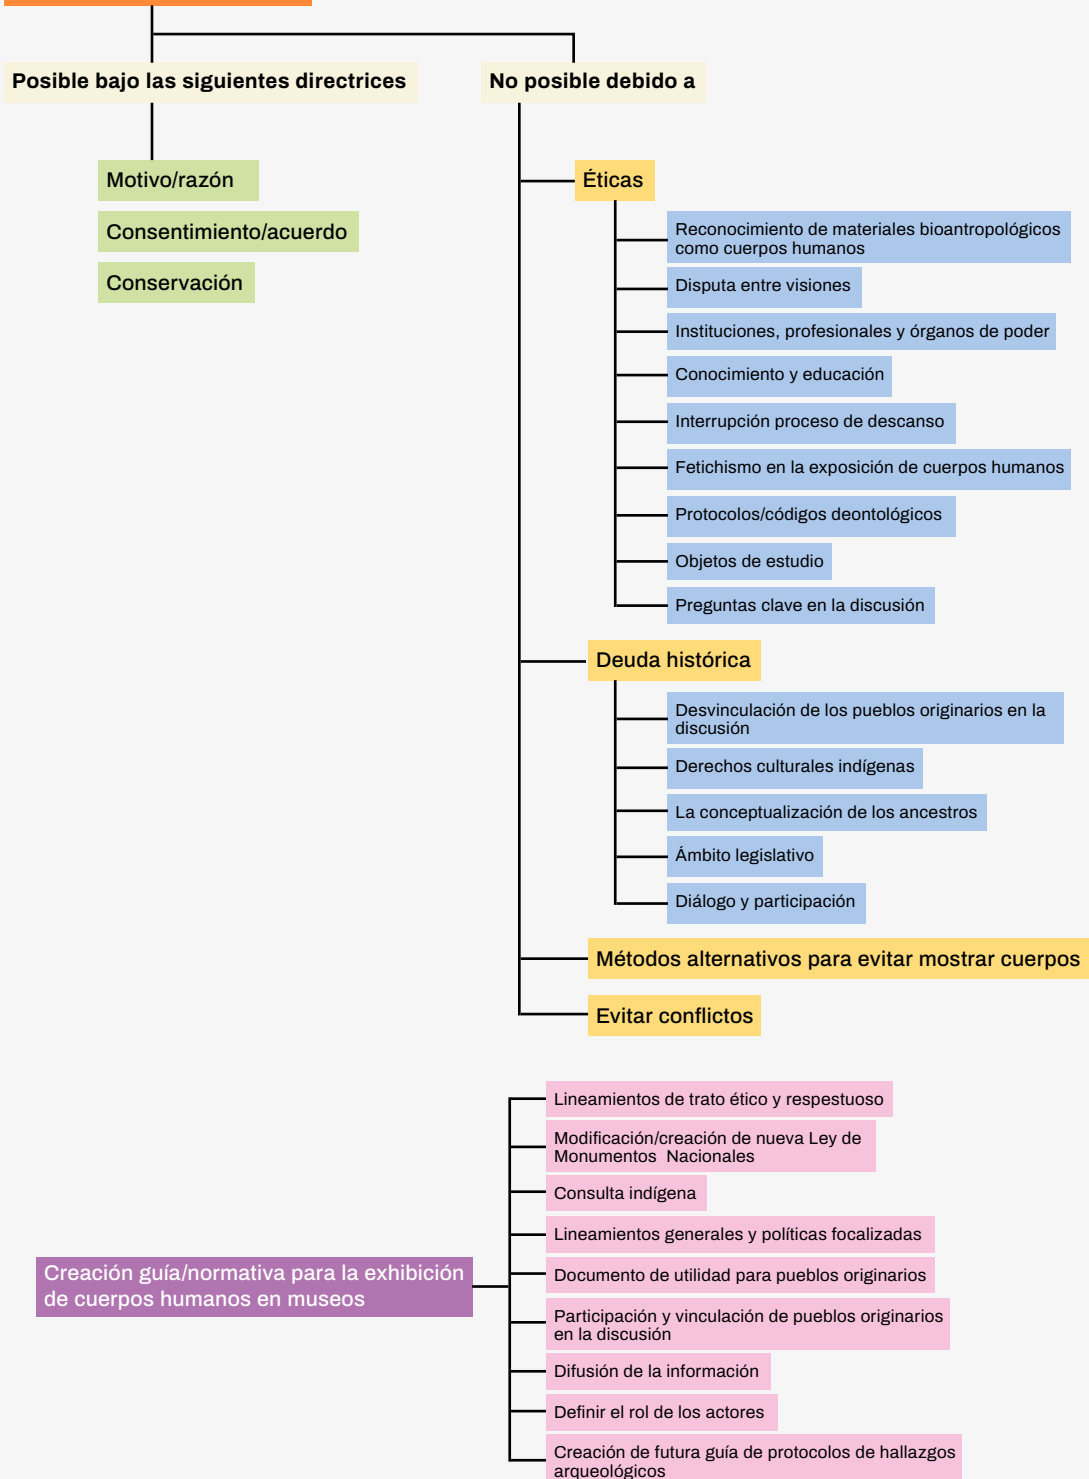 Posible bajo las siguientes directrices
No posible debido a
Motivo/razón
Consentimiento/acuerdo
Conservación
Éticas
Reconocimiento de materiales bioantropológicos
como cuerpos humanos
Disputa entre visiones
Instituciones, profesionales y órganos de poder
Conocimiento y educación
Interrupción proceso de descanso
Fetichismo en la exposición de cuerpos humanos
Protocolos/códigos deontológicos
Objetos de estudio
Preguntas clave en la discusión
Deuda histórica
Desvinculación de los pueblos originarios en la
discusión
Derechos culturales indígenas
La conceptualización de los ancestros
Ámbito legislativo
Diálogo y participación
Métodos alternativos para evitar mostrar cuerpos
Evitar conflictos
Creación guía/normativa para la exhibición
de cuerpos humanos en museos
Lineamientos de trato ético y respestuoso
Modificación/creación de nueva Ley de
Monumentos  Nacionales
Consulta indígena
Lineamientos generales y políticas focalizadas
Documento de utilidad para pueblos originarios
Participación y vinculación de pueblos originarios
en la discusión
Difusión de la información
Definir el rol de los actores
Creación de futura guía de protocolos de hallazgos
arqueológicos